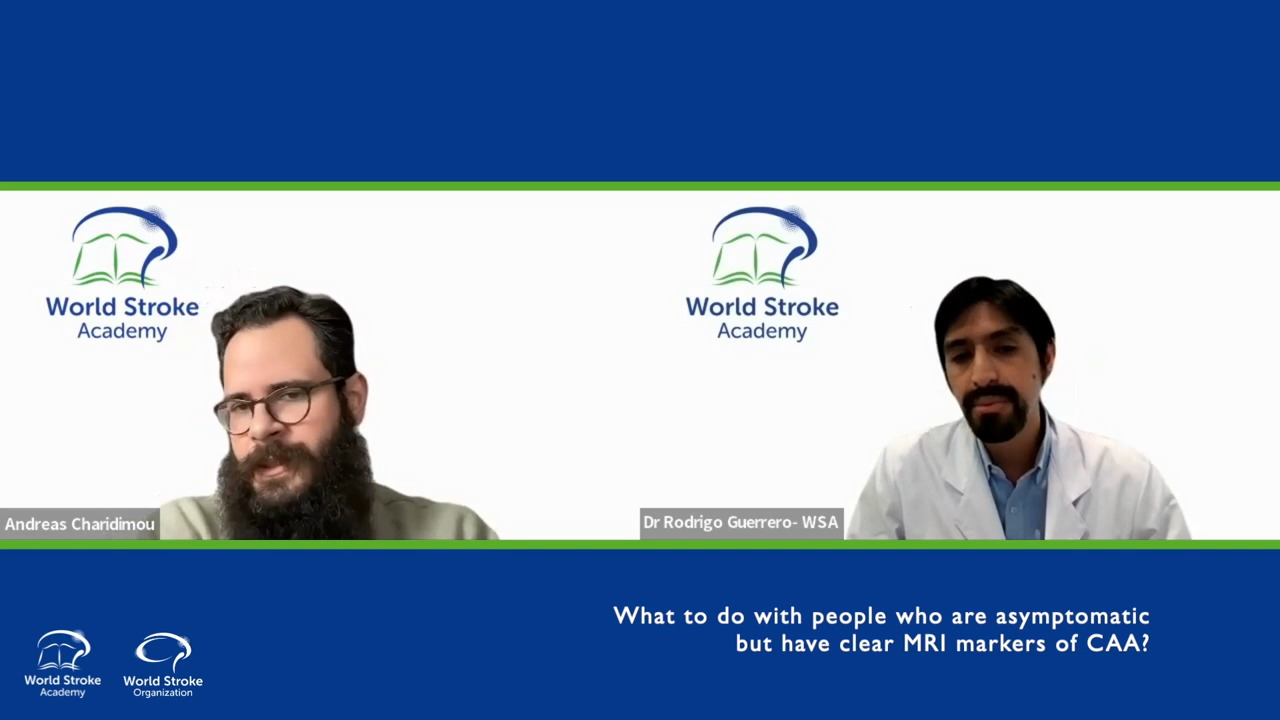 World Stroke
Academy
World Stroke
Academy
Andreas Charidimou
Dr Rodrigo Guerrero- WSA
What to do with people who are asymptomatic
but have clear MRI markers of CAA?
World Stroke
Academy
World Stroke
Organization